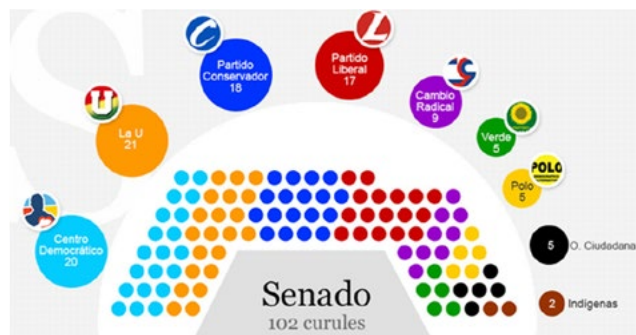 Partido
Conservador
18
Partido
Liberal
17
Cambio
Radical
9
La U
21
U
Verde
5
POLO
Polo
5
Centro
Democrático
20
5
O. Ciudadana
2
Indígenas
Senado
102 curules